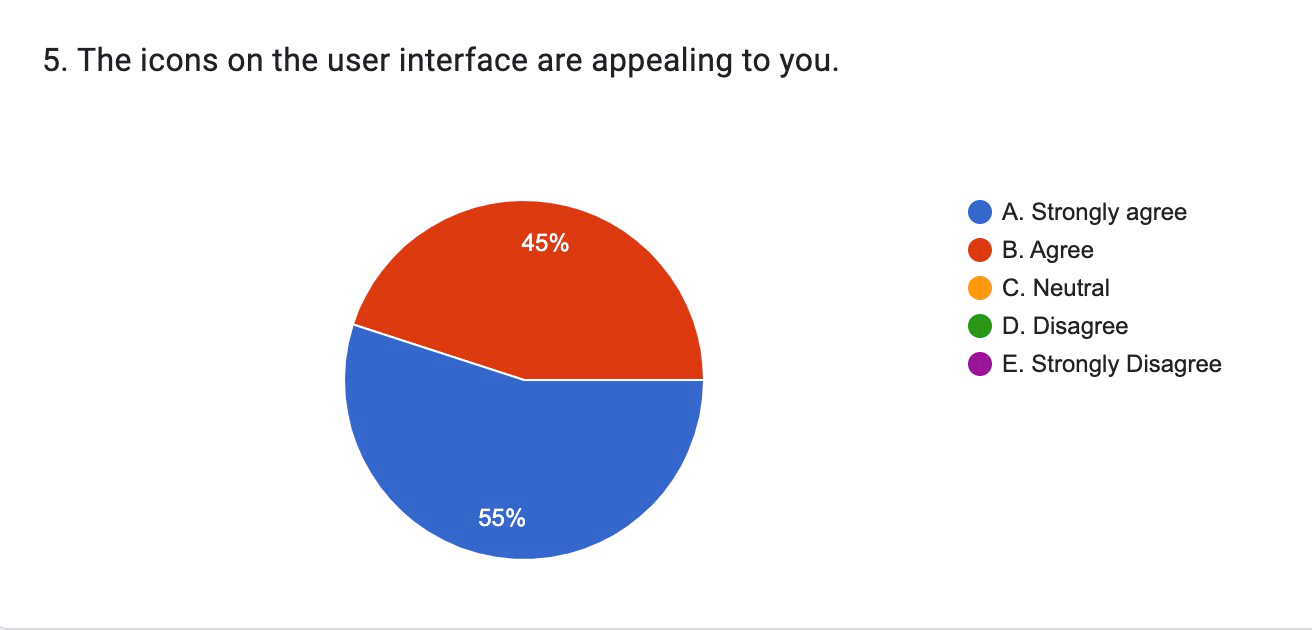 5. The icons on the user interface are appealing to you.
45%
55%
A. Strongly agree
B. Agree
C. Neutral
D. Disagree
E. Strongly Disagree